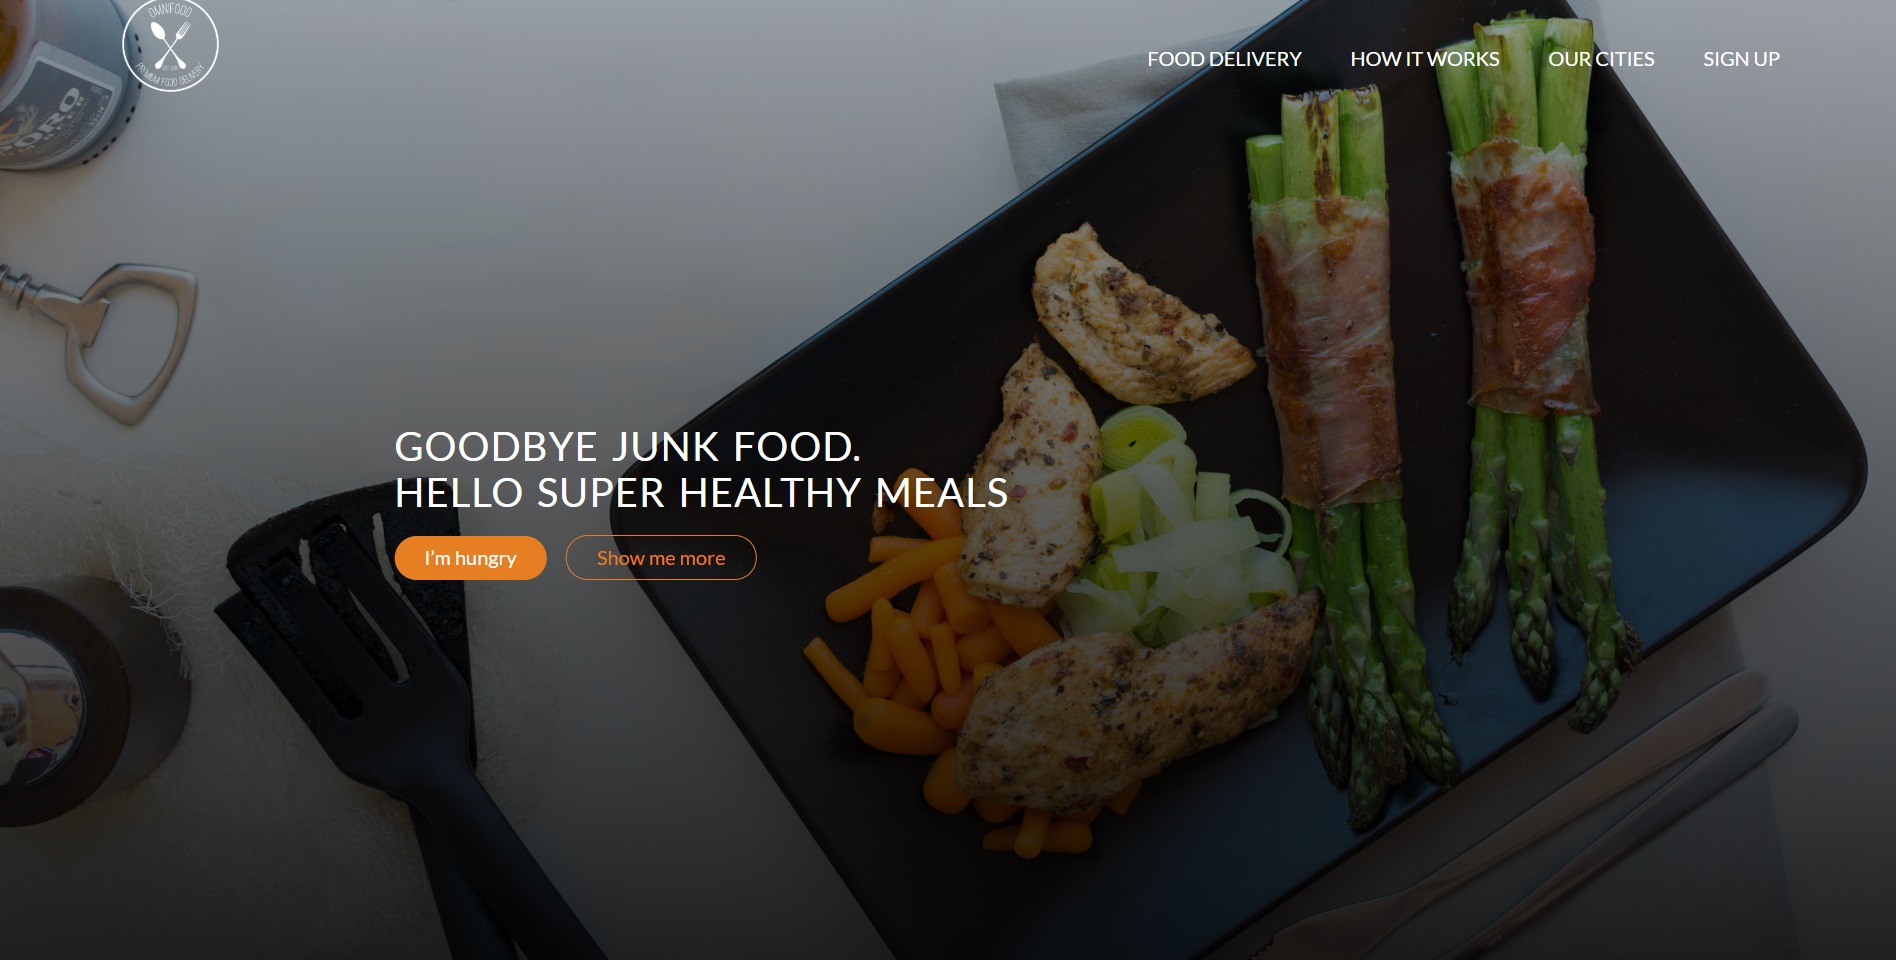 OMNIFOOD
PREMIUM FOOD DELIVERY
FOOD DELIVERY
HOW IT WORKS
OUR CITIES
SIGN UP
GOODBYE JUNK FOOD.
HELLO SUPER HEALTHY MEALS
I'm hungry
Show me more